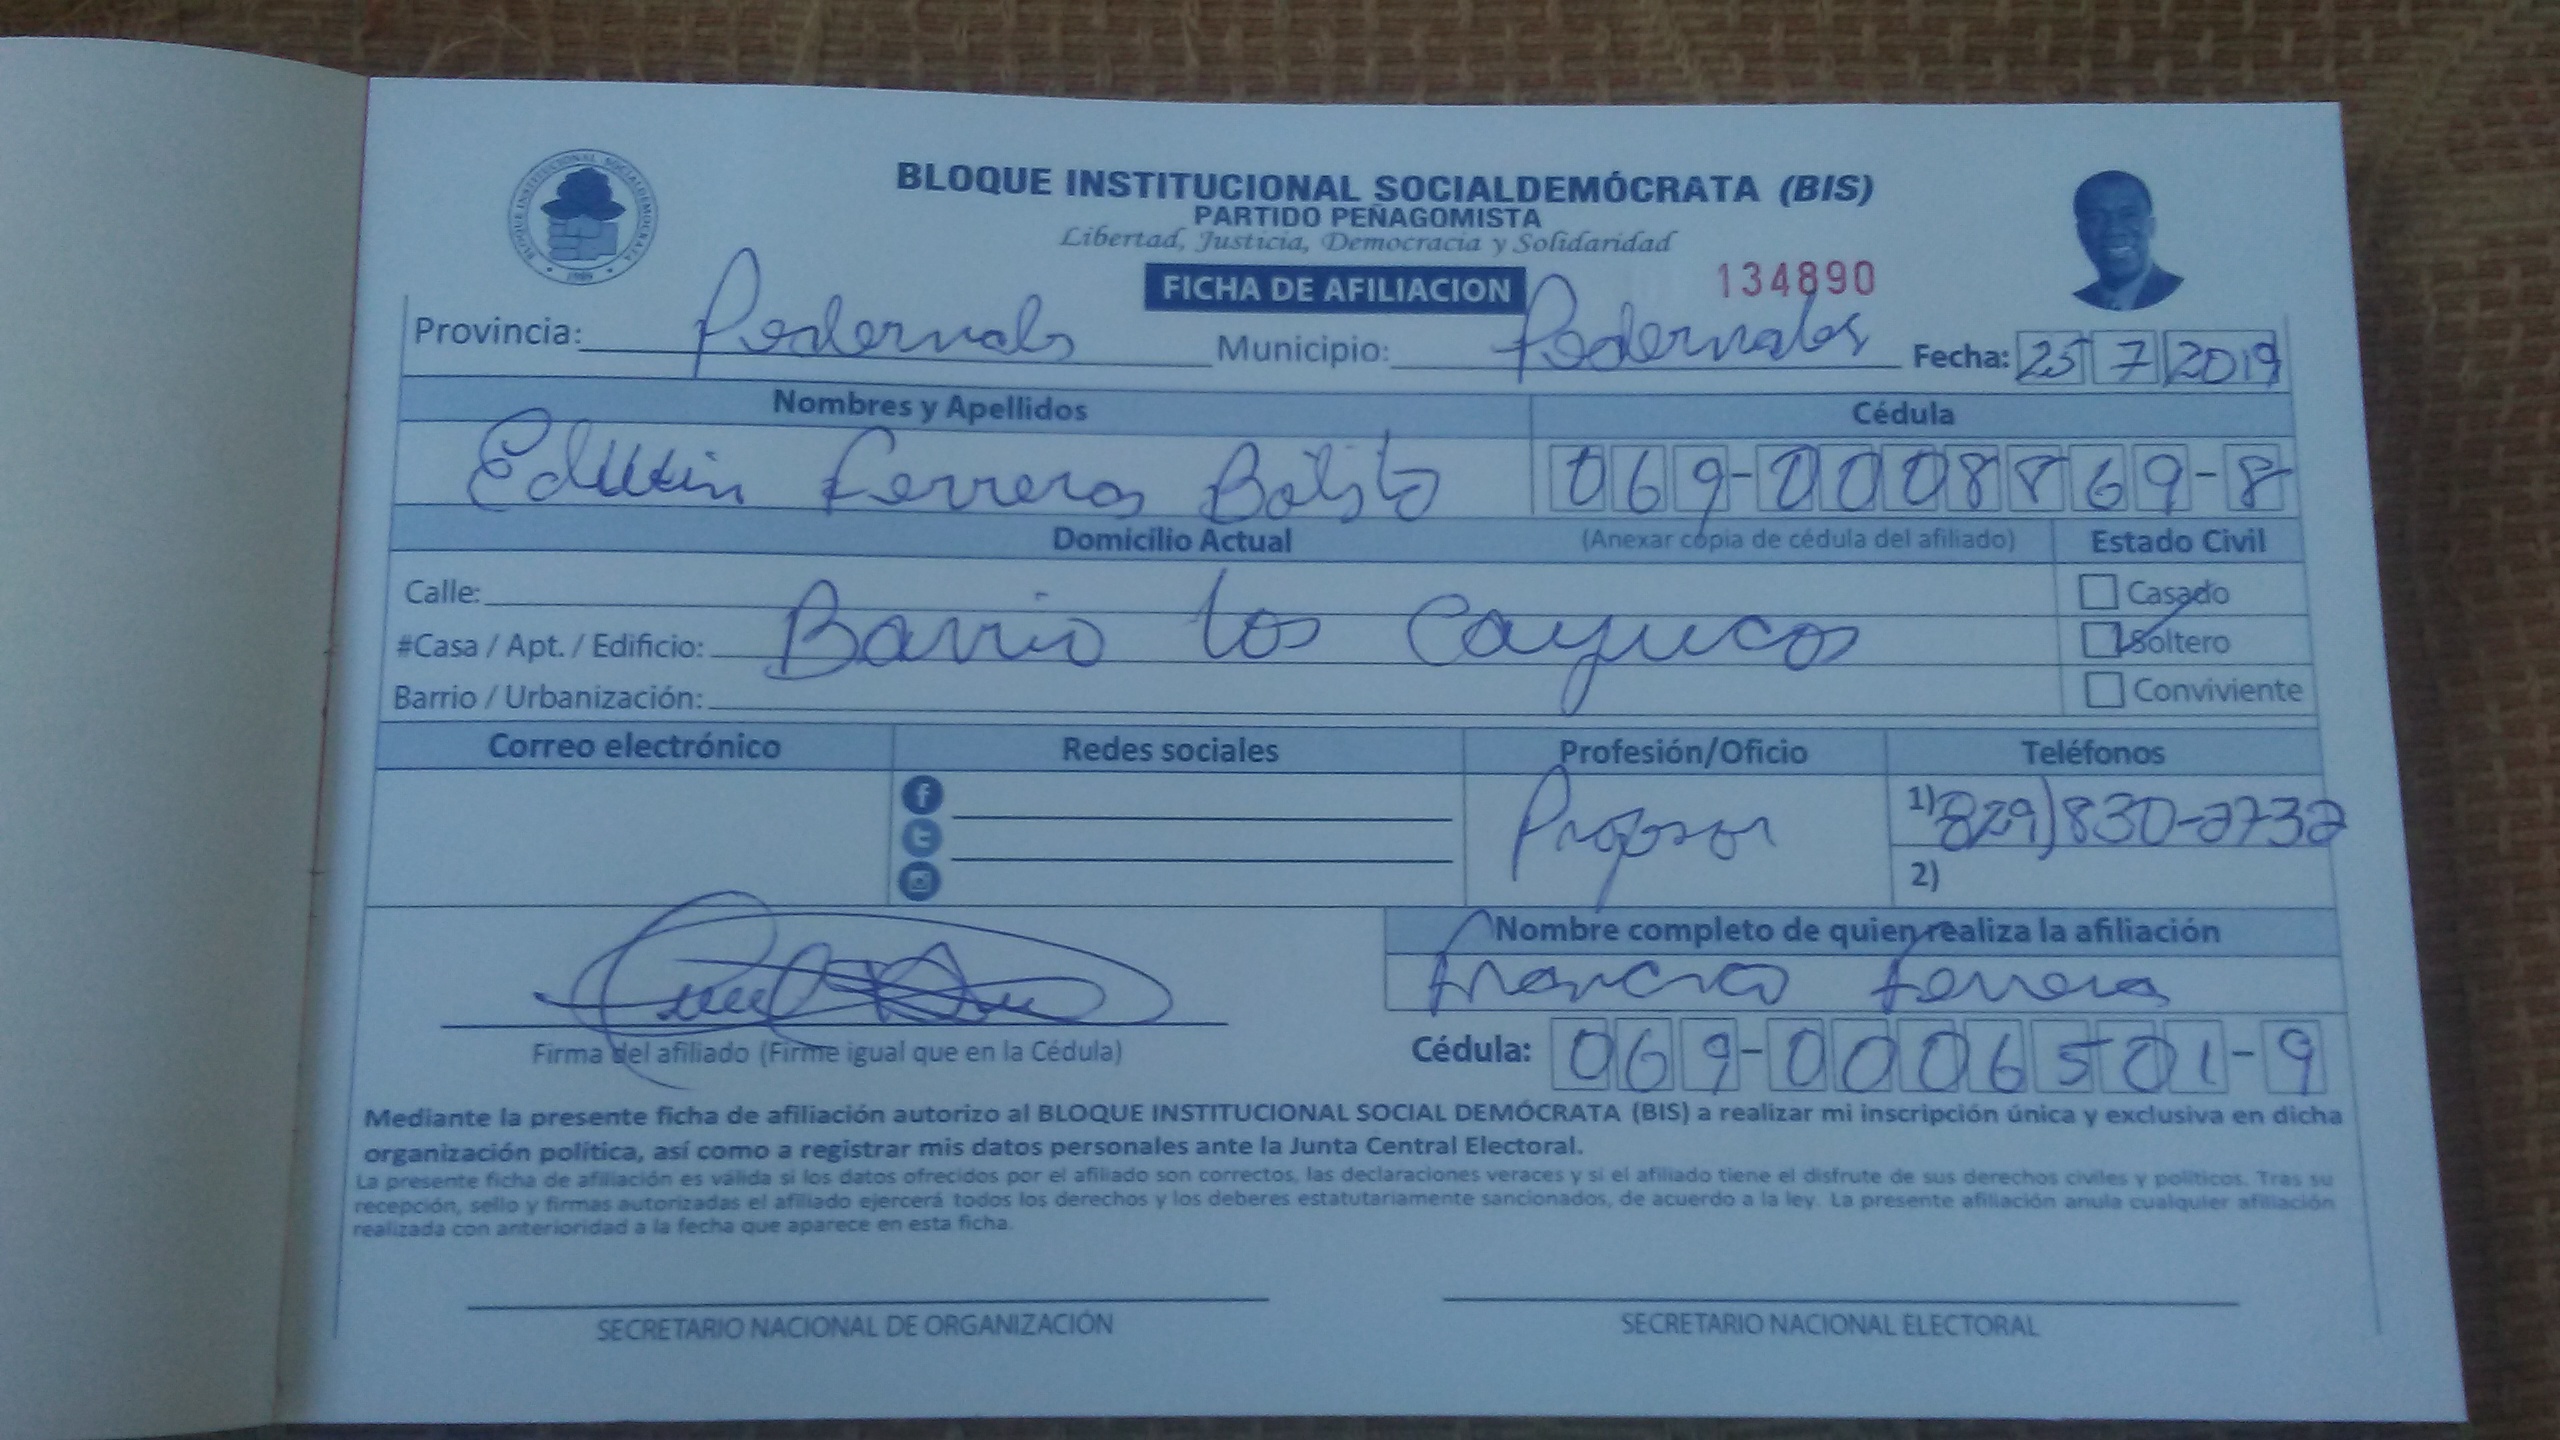 BLOQUE INSTITUCIONAL SOCIALDEMOCRATA
1989
BLOQUE INSTITUCIONAL SOCIALDEMÓCRATA (BIS)
PARTIDO PEÑAGOMISTA
Libertad, Justicia, Democracia y Solidaridad
FICHA DE AFILIACION 134890
Provincia: Pedernales Municipio: Pedernales Fecha: 25 7 2019
Nombres y Apellidos Cédula
Edwin Ferreras 069-0008869-8
Domicilio Actual (Anexar copia de cédula del afiliado) Estado Civil
Calle: Casado
#Casa / Apt. / Edificio: Barrio Los Cayucos Soltero
Barrio / Urbanización: Conviviente
Correo electrónico Redes sociales Profesión/Oficio Teléfonos
Profesor 1) 829) 830-2732
2)
Nombre completo de quien realiza la afiliación
Francisco Ferreras
Firma del afiliado (Firme igual que en la Cédula) Cédula: 069-0006501-9
Mediante la presente ficha de afiliación autorizo al BLOQUE INSTITUCIONAL SOCIAL DEMÓCRATA (BIS) a realizar mi inscripción única y exclusiva en dicha
organización política, así como a registrar mis datos personales ante la Junta Central Electoral.
La presente ficha de afiliación es válida si los datos ofrecidos por el afiliado son correctos, las declaraciones veraces y si el afiliado tiene el disfrute de sus derechos civiles y políticos. Tras su
recepción, sello y firmas autorizadas el afiliado ejercerá todos los derechos y los deberes estatutariamente sancionados, de acuerdo a la ley. La presente afiliación anula cualquier afiliación
realizada con anterioridad a la fecha que aparece en esta ficha.
SECRETARIO NACIONAL DE ORGANIZACIÓN SECRETARIO NACIONAL ELECTORAL